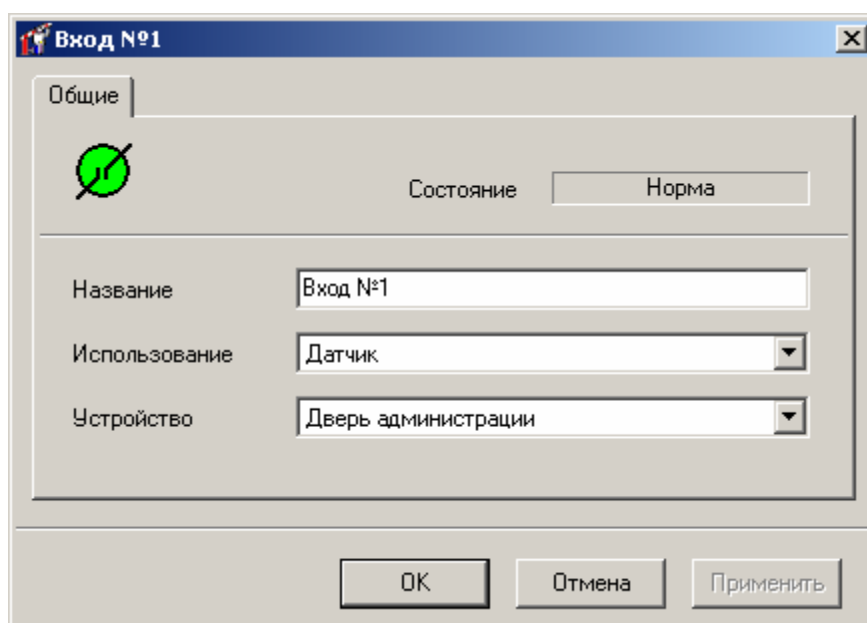 Вход №1
Общие
Состояние
Норма
Название
Вход №1
Использование
Датчик
Устройство
Дверь администрации
OK
Отмена
Применить